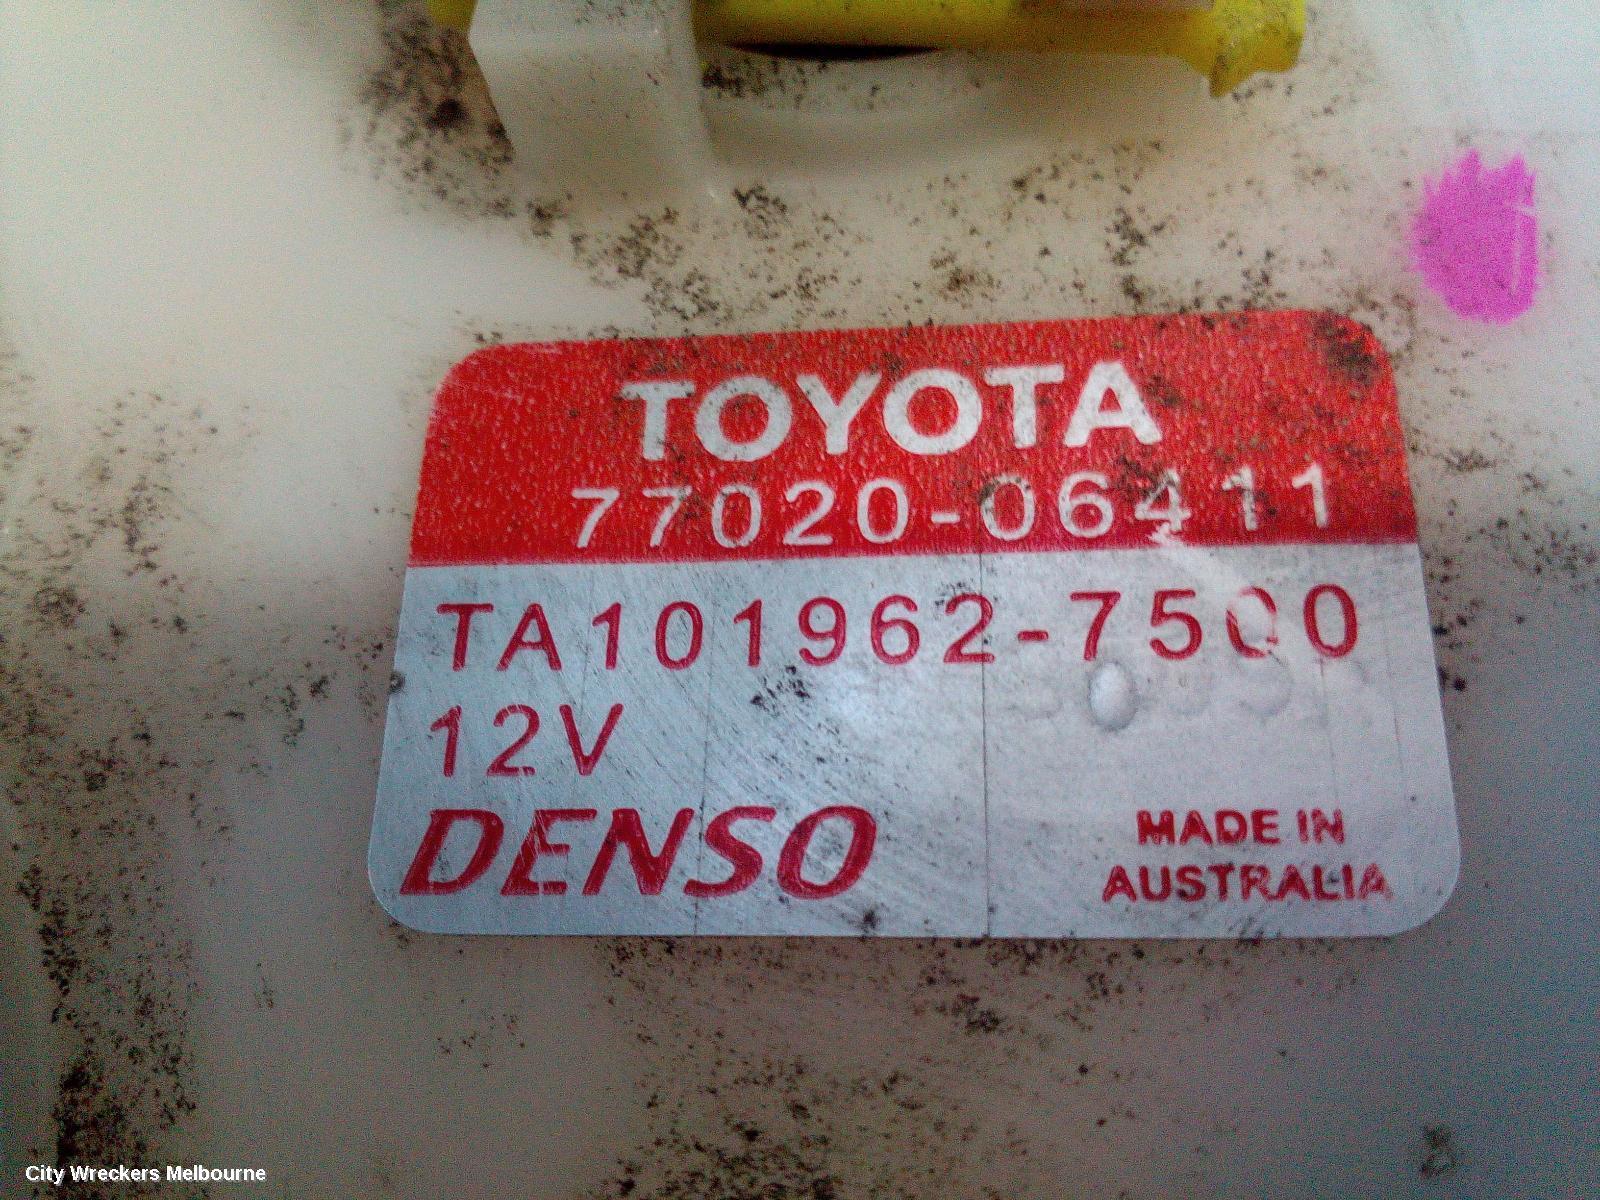 TOYOTA
77020-06411
TA101962-7500
12V
DENSO
MADE IN
AUSTRALIA
City Wreckers Melbourne